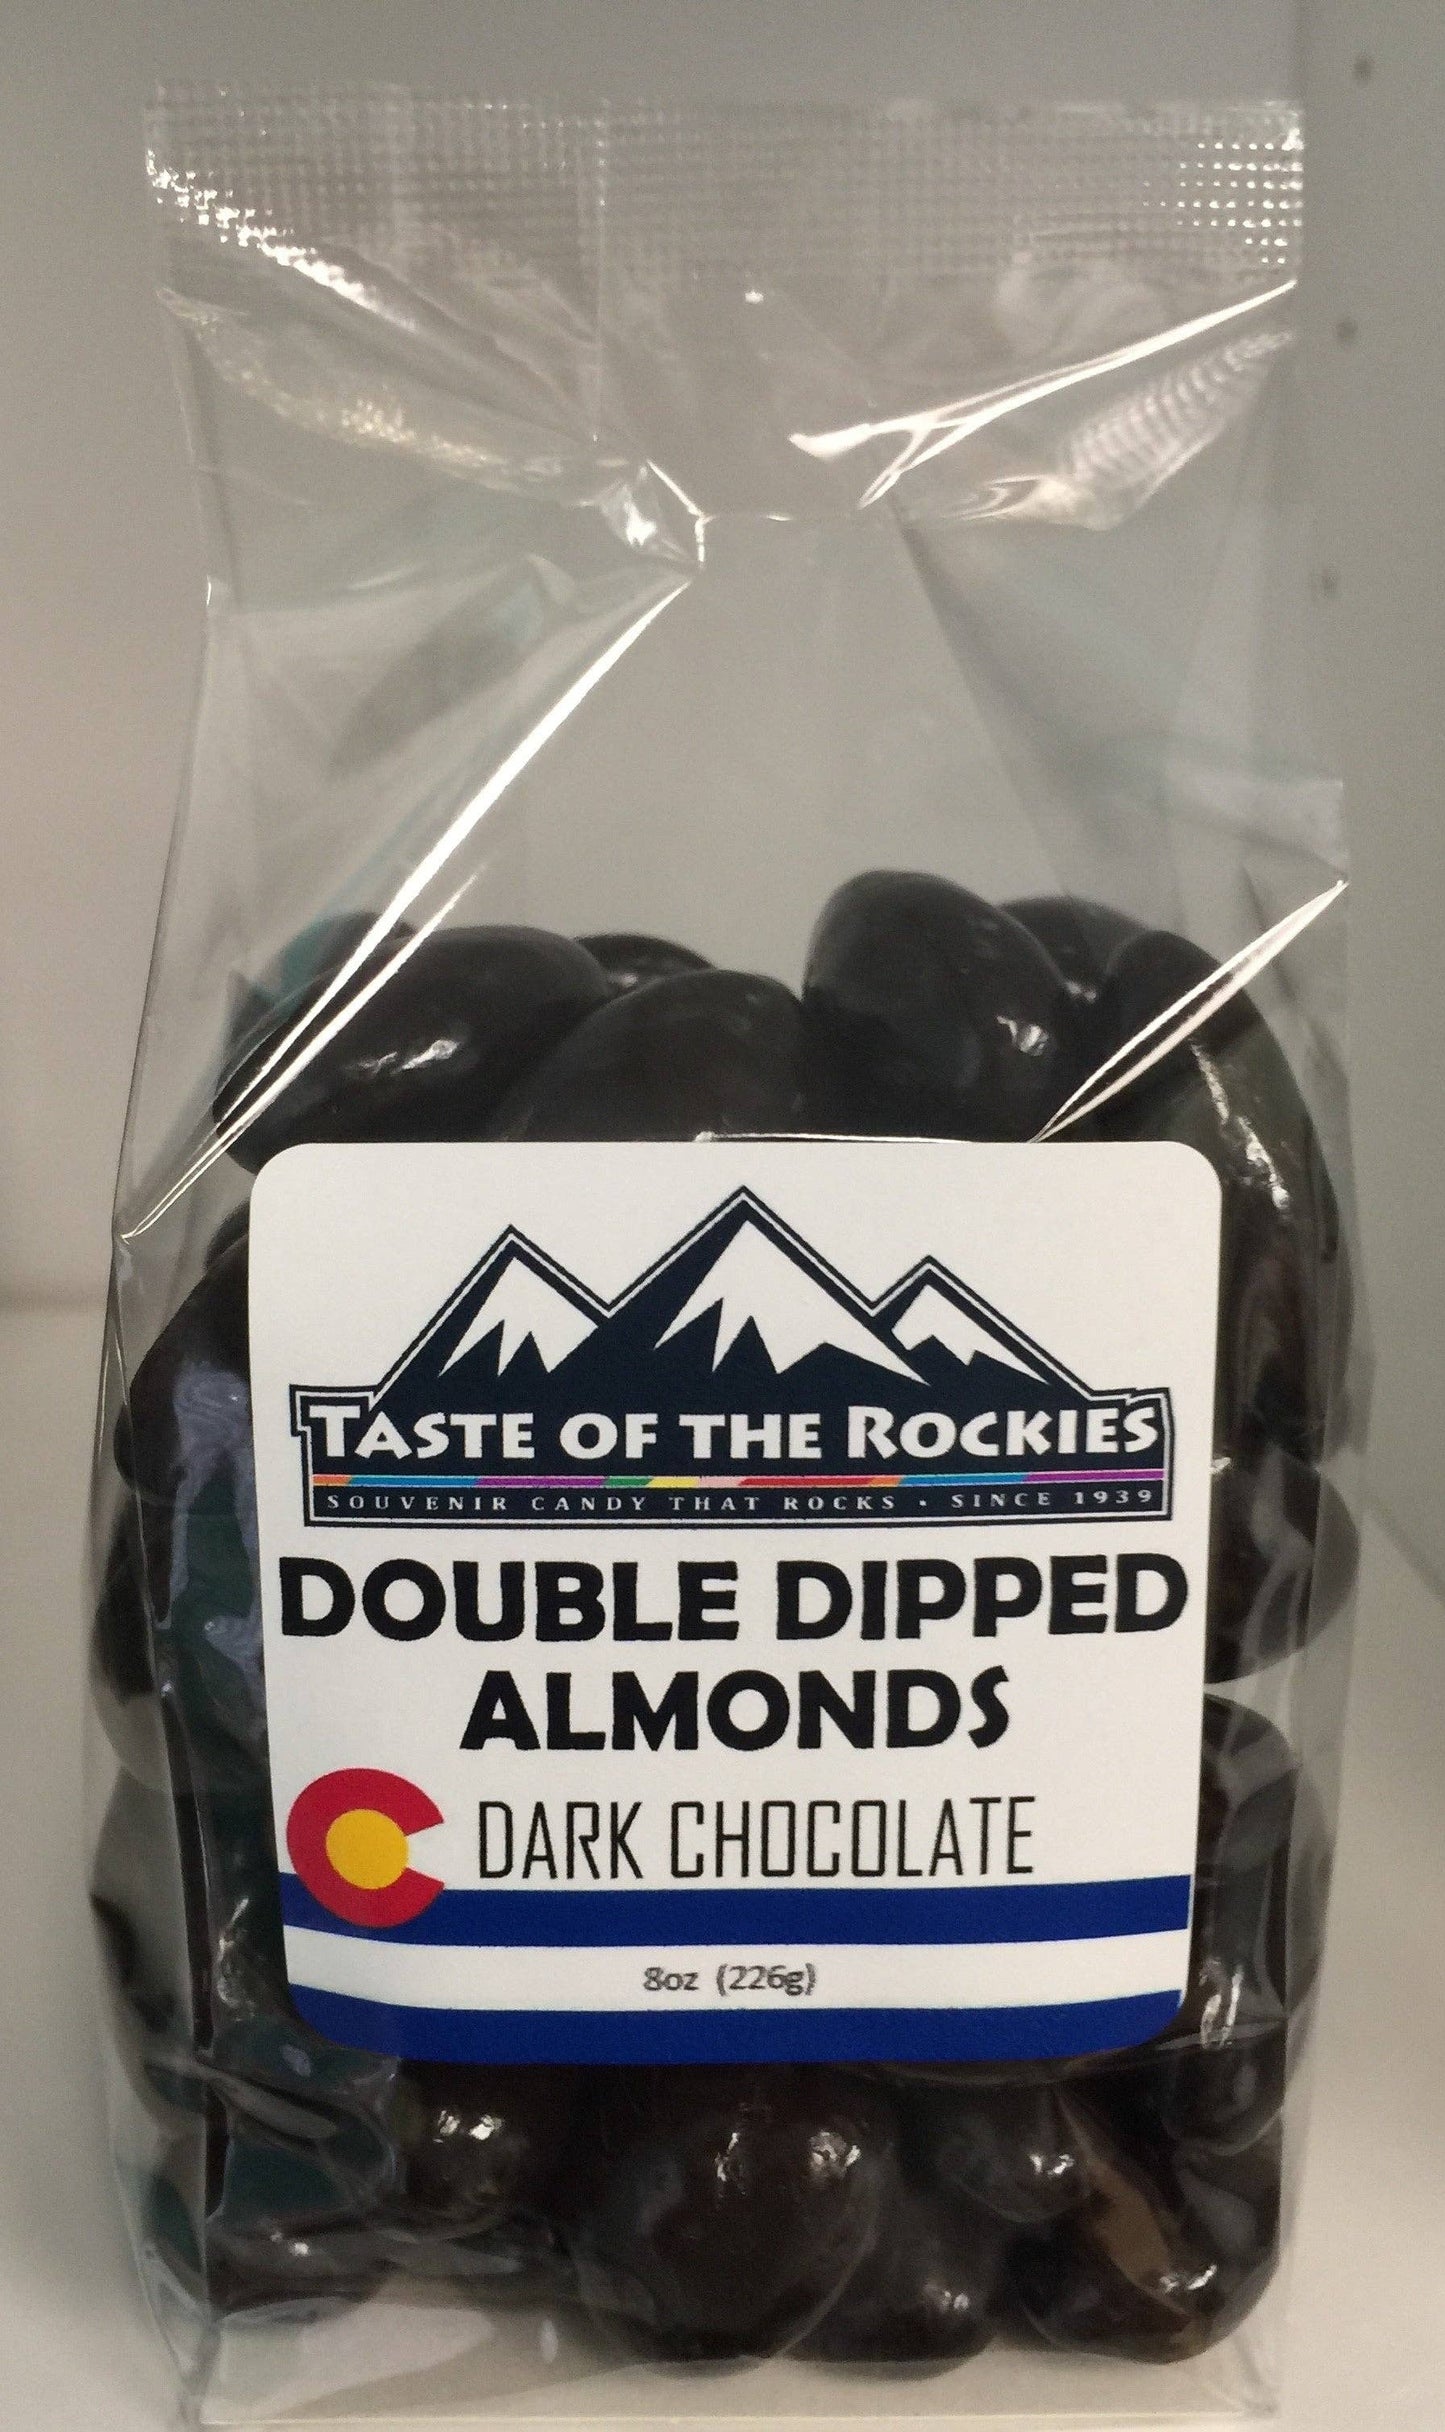 TASTE OF THE ROCKIES
SOUVENIR CANDY THAT ROCKS • SINCE 1939
DOUBLE DIPPED
ALMONDS
DARK CHOCOLATE
8oz (226g)